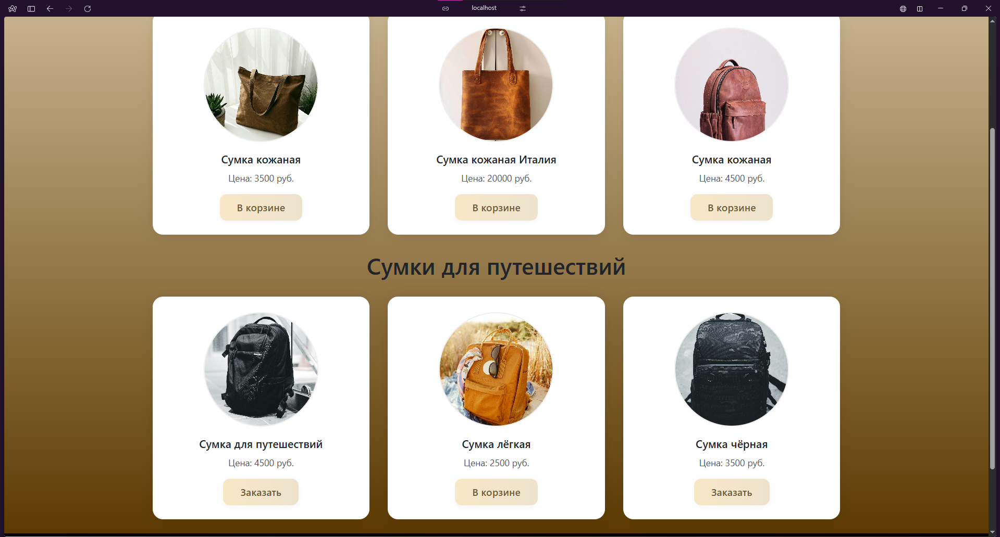 localhost
Сумка кожаная
Сумка кожаная Италия
Сумка кожаная
Цена: 3500 руб.
Цена: 20000 руб.
Цена: 4500 руб.
В корзине
В корзине
В корзине
Сумки для путешествий
Сумка для путешествий
Сумка лёгкая
Сумка чёрная
Цена: 4500 руб.
Цена: 2500 руб.
Цена: 3500 руб.
Заказать
В корзине
Заказать